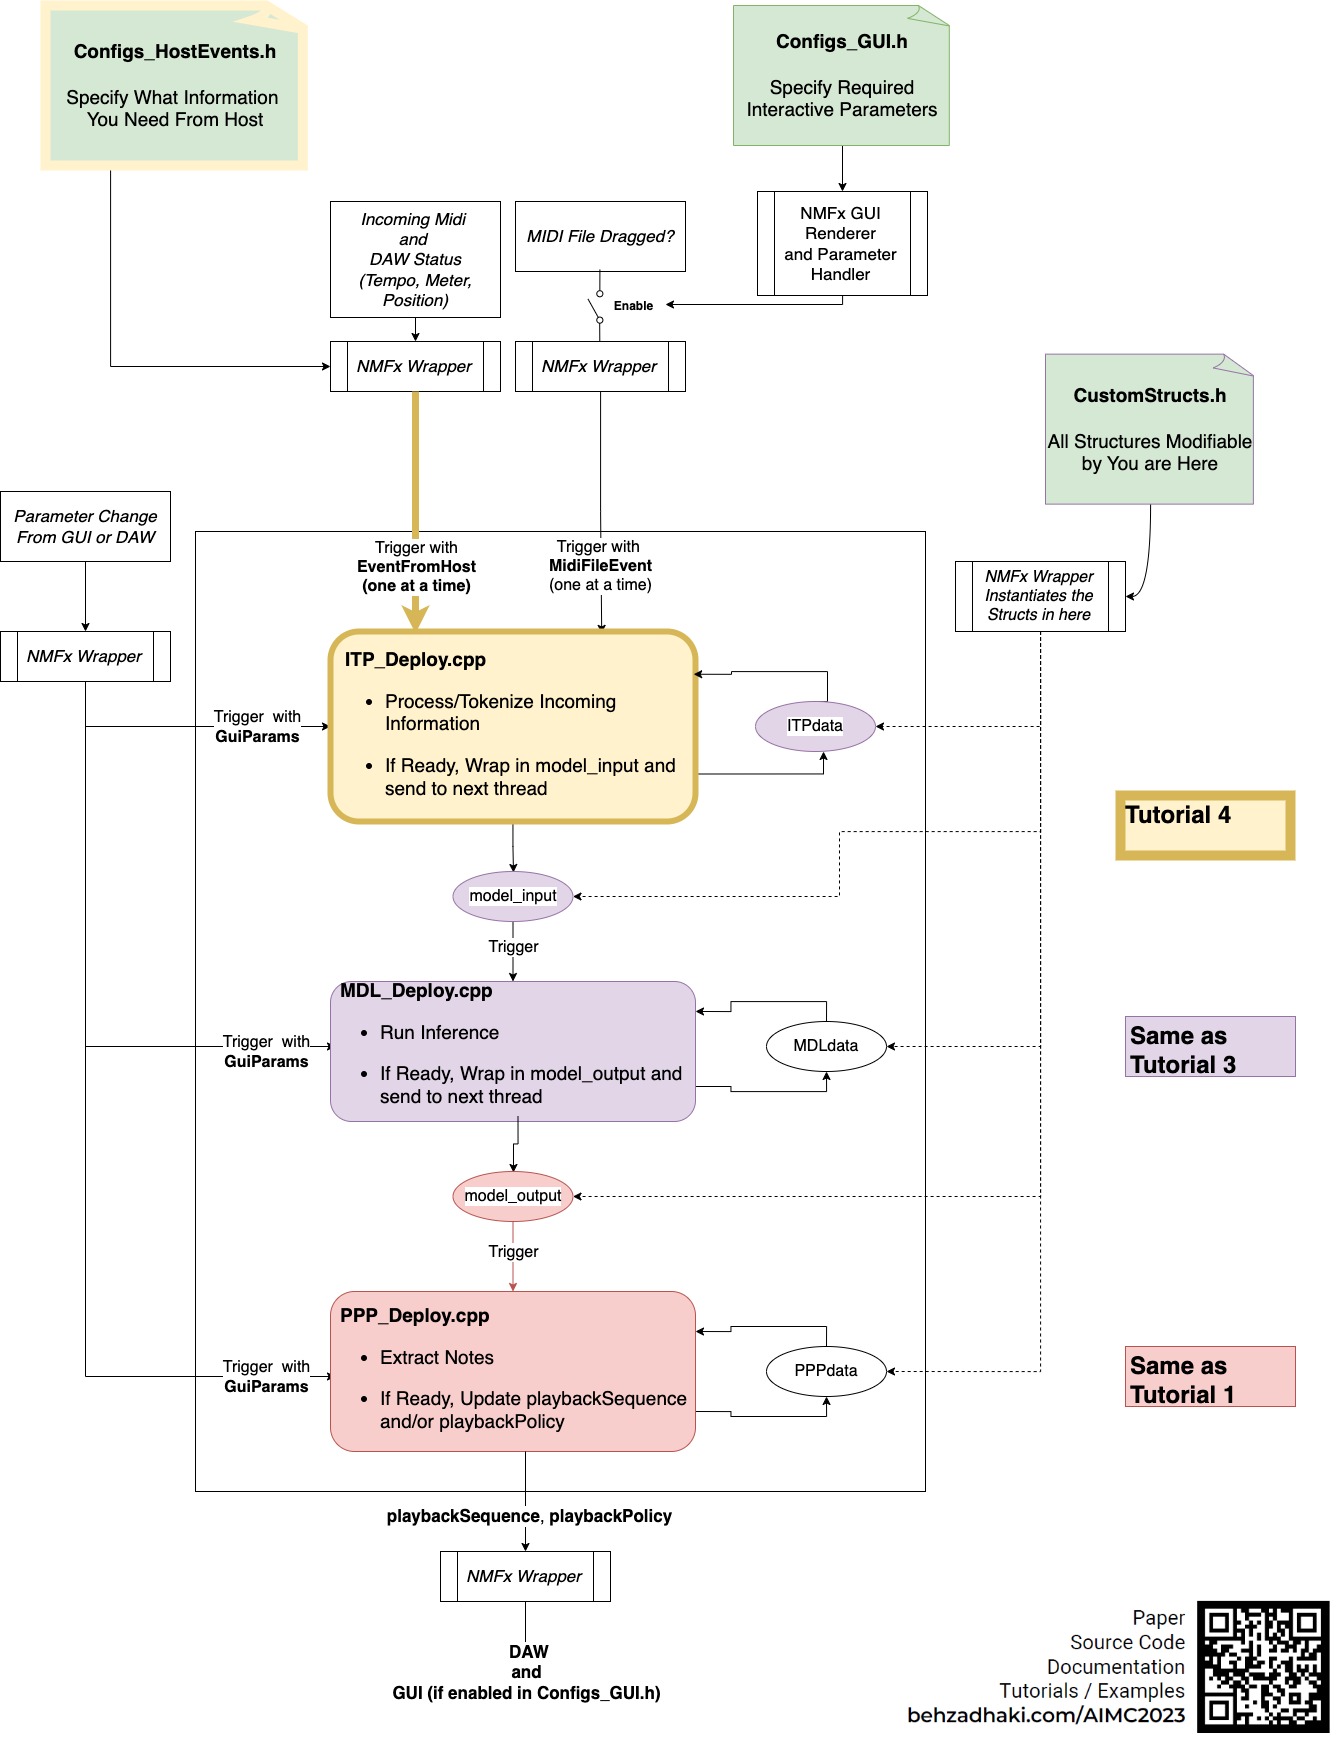 Configs_HostEvents.h
Specify What Information
You Need From Host
Configs_GUI.h
Specify Required
Interactive Parameters
Incoming Midi
and
DAW Status
(Tempo, Meter,
Position)
MIDI File Dragged?
NMFx GUI
Renderer
and Parameter
Handler
Enable
NMFx Wrapper
NMFx Wrapper
CustomStructs.h
All Structures Modifiable
by You are Here
Parameter Change
From GUI or DAW
NMFx Wrapper
Trigger with
EventFromHost
(one at a time)
Trigger with
MidiFileEvent
(one at a time)
NMFx Wrapper
Instantiates the
Structs in here
Trigger with
GuiParams
ITP_Deploy.cpp
• Process/Tokenize Incoming
Information
• If Ready, Wrap in model_input and
send to next thread
ITPdata
Tutorial 4
model_input
Trigger
Trigger with
GuiParams
MDL_Deploy.cpp
• Run Inference
• If Ready, Wrap in model_output and
send to next thread
MDLdata
Same as
Tutorial 3
model_output
Trigger
Trigger with
GuiParams
PPP_Deploy.cpp
• Extract Notes
• If Ready, Update playbackSequence
and/or playbackPolicy
PPPdata
Same as
Tutorial 1
playbackSequence, playbackPolicy
NMFx Wrapper
DAW
and
GUI (if enabled in Configs_GUI.h)
Paper
Source Code
Documentation
Tutorials / Examples
behzadhaki.com/AIMC2023